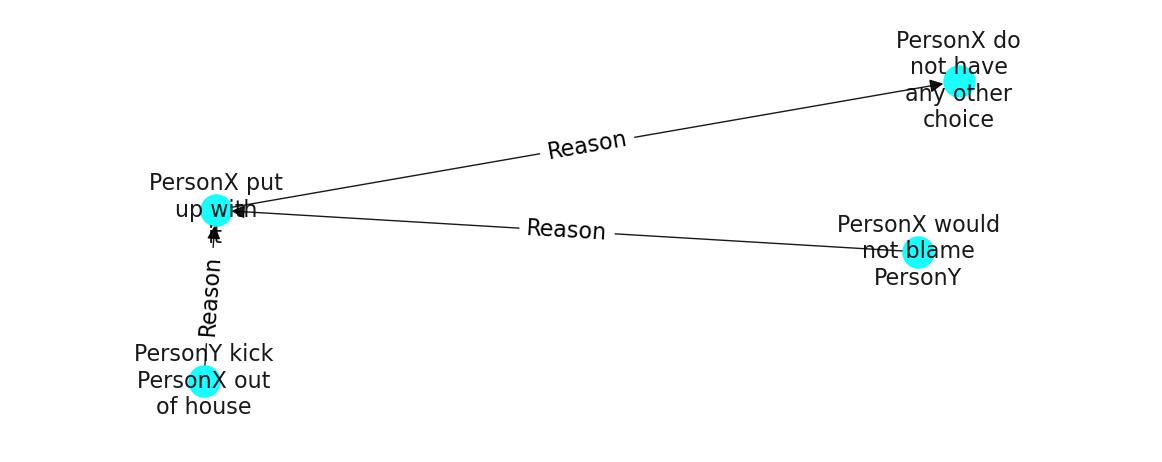 PersonX do
not have
any other
choice
Reason
PersonX put
up with
it
Reason
PersonX would
not blame
PersonY
Reason
PersonY kick
PersonX out
of house